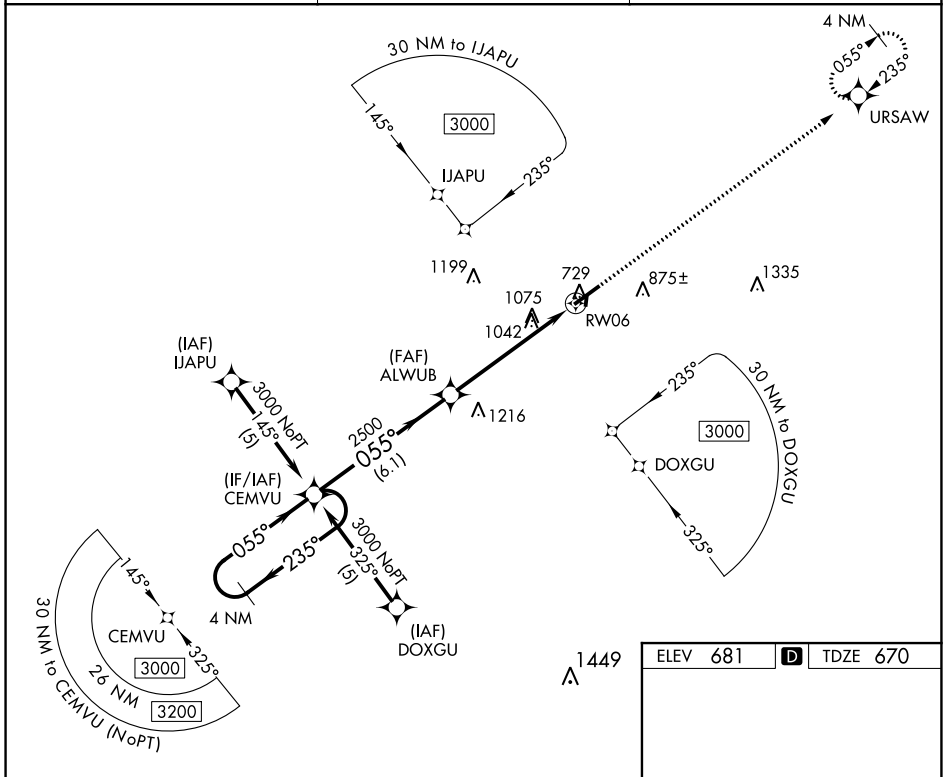 4 NM
055°
235°
URSAW
30 NM to IJAPU
145°
3000
235°
IJAPU
1199
729
875±
1335
1075
1042
RW06
(IAF)
IJAPU
3000 NoPT
145°
(5)
(FAF)
ALWUB
1216
2500
055°
(6.1)
(IF/IAF)
CEMVU
055°
235°
4 NM
3000 NoPT
325°
(5)
(IAF)
DOXGU
235°
30 NM to DOXGU
3000
DOXGU
325°
145°
CEMVU
325°
3000
26 NM
3200
30 NM to CEMVU (NoPT)
1449
ELEV 681 D TDZE 670